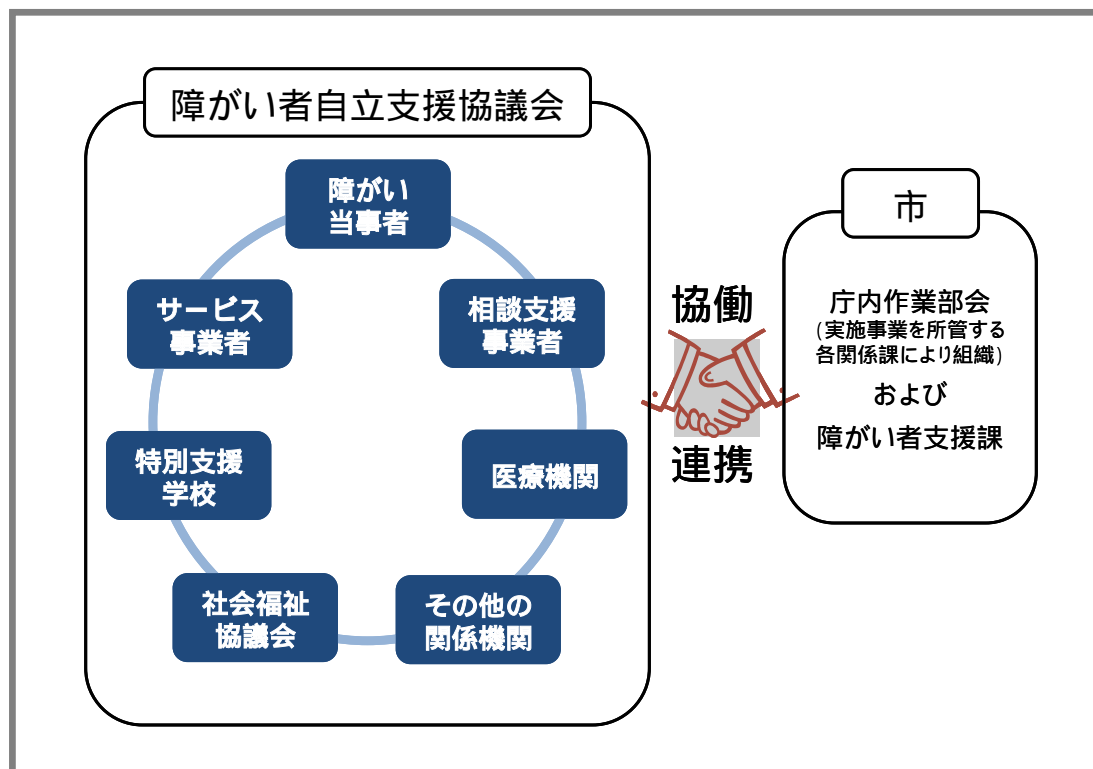 障がい者自立支援協議会
障がい
当事者
サービス
事業者
相談支援
事業者
特別支援
学校
医療機関
社会福祉
協議会
その他の
関係機関
協働
連携
市
庁内作業部会
(実施事業を所管する
各関係課により組織)
および
障がい者支援課